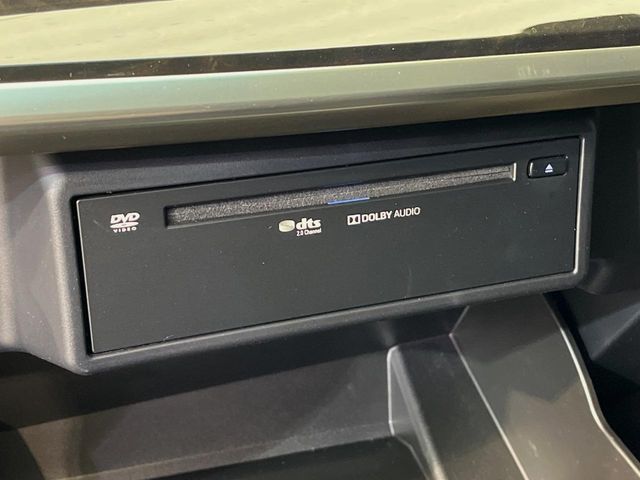 DVD
VIDEO
dts
2.0 Channel
DOLBY AUDIO